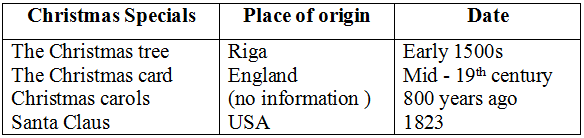 Christmas Specials Place of origin Date
The Christmas tree Riga Early 1500s
The Christmas card England Mid - 19th century
Christmas carols (no information ) 800 years ago
Santa Claus USA 1823